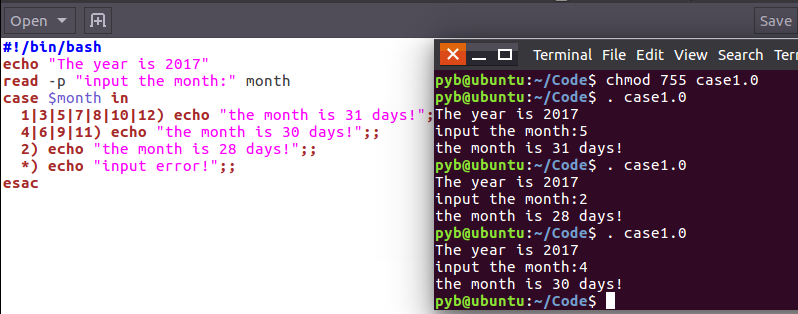 Open
Save
#!/bin/bash
echo "The year is 2017"
read -p "input the month:" month
case $month in
  1|3|5|7|8|10|12) echo "the month is 31 days!";
  4|6|9|11) echo "the month is 30 days!";;
  2) echo "the month is 28 days!";;
  *) echo "input error!";;
esac
Terminal File Edit View Search Terminal
pyb@ubuntu:~/Code$ chmod 755 case1.0
pyb@ubuntu:~/Code$ . case1.0
The year is 2017
input the month:5
the month is 31 days!
pyb@ubuntu:~/Code$ . case1.0
The year is 2017
input the month:2
the month is 28 days!
pyb@ubuntu:~/Code$ . case1.0
The year is 2017
input the month:4
the month is 30 days!
pyb@ubuntu:~/Code$